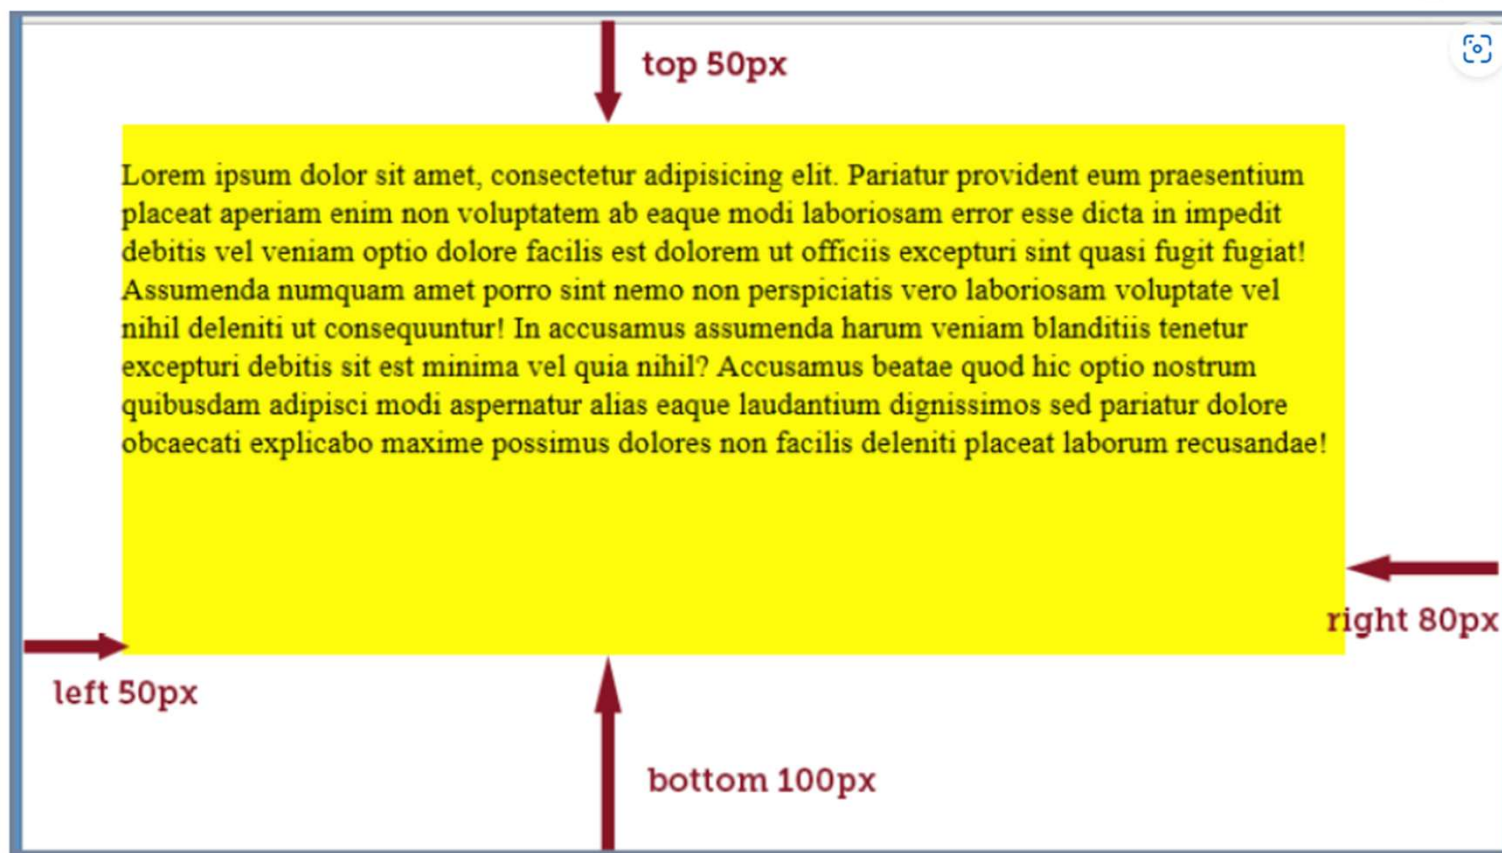 top 50px
Lorem ipsum dolor sit amet, consectetur adipisicing elit. Pariatur provident eum praesentium
placeat aperiam enim non voluptatem ab eaque modi laboriosam error esse dicta in impedit
debitis vel veniam optio dolore facilis est dolorem ut officiis excepturi sint quasi fugit fugiat!
Assumenda numquam amet porro sint nemo non perspiciatis vero laboriosam voluptate vel
nihil deleniti ut consequuntur! In accusamus assumenda harum veniam blanditiis tenetur
excepturi debitis sit est minima vel quia nihil? Accusamus beatae quod hic optio nostrum
quibusdam adipisci modi aspernatur alias eaque laudantium dignissimos sed pariatur dolore
obcaecati explicabo maxime possimus dolores non facilis deleniti placeat laborum recusandae!
right 80px
left 50px
bottom 100px